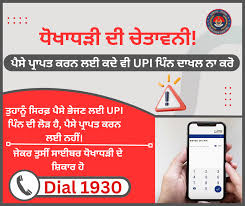 ਧੋਖਾਧੜੀ ਦੀ ਚੇਤਾਵਨੀ!
ਪੈਸੇ ਪ੍ਰਾਪਤ ਕਰਨ ਲਈ ਕਦੇ ਵੀ UPI ਪਿੰਨ ਦਾਖਲ ਨਾ ਕਰੋ
ਤੁਹਾਨੂੰ ਸਿਰਫ਼ ਪੈਸੇ ਭੇਜਣ ਲਈ UPI
ਪਿੰਨ ਦੀ ਲੋੜ ਹੈ, ਪੈਸੇ ਪ੍ਰਾਪਤ ਕਰਨ
ਲਈ ਨਹੀਂ।
ਜੇਕਰ ਤੁਸੀਂ ਸਾਈਬਰ ਧੋਖਾਧੜੀ ਦੇ
ਸ਼ਿਕਾਰ ਹੋ
Dial 1930